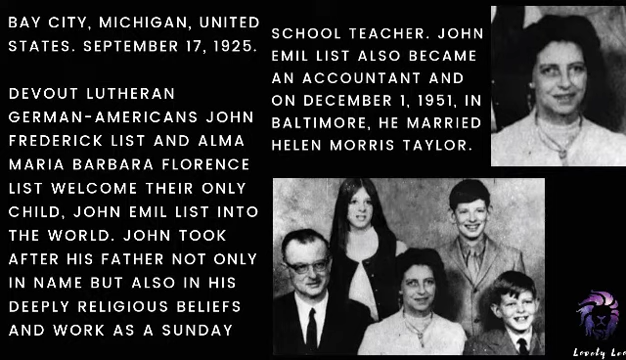 BAY CITY, MICHIGAN, UNITED
STATES. SEPTEMBER 17, 1925.
DEVOUT LUTHERAN
GERMAN-AMERICANS JOHN
FREDERICK LIST AND ALMA
MARIA BARBARA FLORENCE
LIST WELCOME THEIR ONLY
CHILD, JOHN EMIL LIST INTO
THE WORLD. JOHN TOOK
AFTER HIS FATHER NOT ONLY
IN NAME BUT ALSO IN HIS
DEEPLY RELIGIOUS BELIEFS
AND WORK AS A SUNDAY
SCHOOL TEACHER. JOHN
EMIL LIST ALSO BECAME
AN ACCOUNTANT AND
ON DECEMBER 1, 1951, IN
BALTIMORE, HE MARRIED
HELEN MORRIS TAYLOR.
Lovely